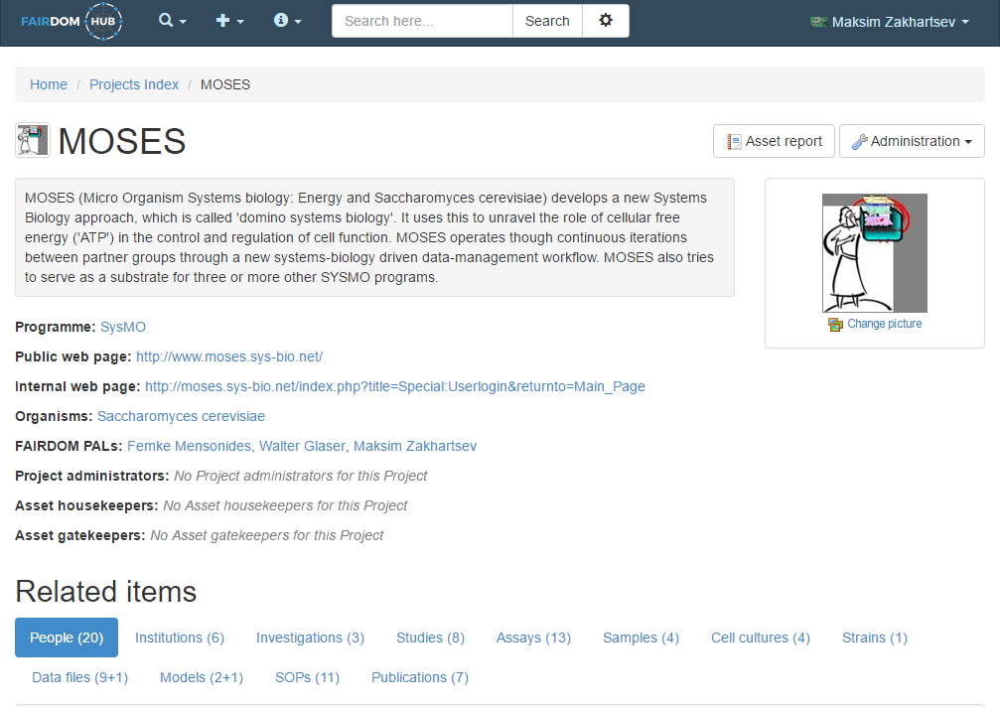 FAIRDOM HUB Search here... Search Maksim Zakhartsev
Home / Projects Index / MOSES
MOSES
Asset report Administration
MOSES (Micro Organism Systems biology: Energy and Saccharomyces cerevisiae) develops a new Systems
Biology approach, which is called 'domino systems biology'. It uses this to unravel the role of cellular free
energy ('ATP') in the control and regulation of cell function. MOSES operates though continuous iterations
between partner groups through a new systems-biology driven data-management workflow. MOSES also tries
to serve as a substrate for three or more other SYSMO programs.
Change picture
Programme: SysMO
Public web page: http://www.moses.sys-bio.net/
Internal web page: http://moses.sys-bio.net/index.php?title=Special:Userlogin&returnto=Main_Page
Organisms: Saccharomyces cerevisiae
FAIRDOM PALs: Femke Mensonides, Walter Glaser, Maksim Zakhartsev
Project administrators: No Project administrators for this Project
Asset housekeepers: No Asset housekeepers for this Project
Asset gatekeepers: No Asset gatekeepers for this Project
Related items
People (20) Institutions (6) Investigations (3) Studies (8) Assays (13) Samples (4) Cell cultures (4) Strains (1)
Data files (9+1) Models (2+1) SOPs (11) Publications (7)